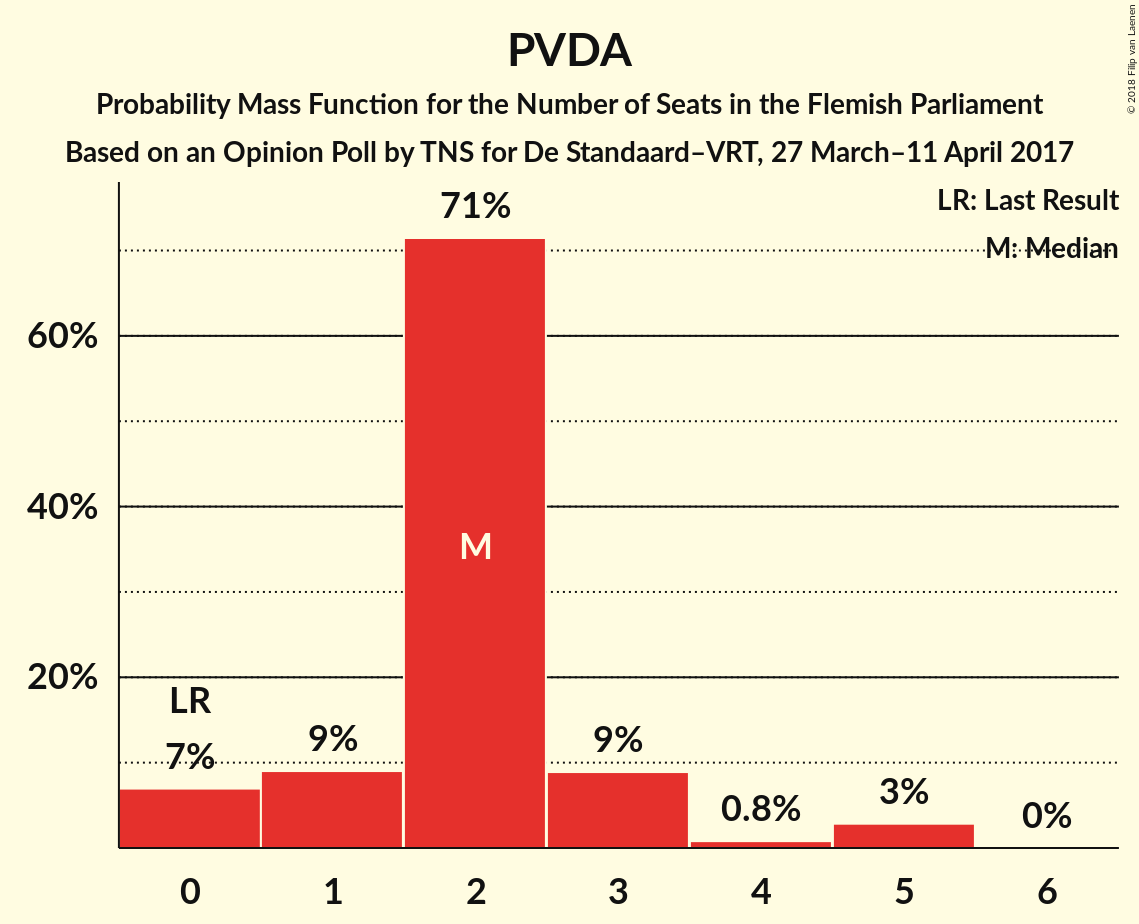 PVDA
Probability Mass Function for the Number of Seats in the Flemish Parliament
Based on an Opinion Poll by TNS for De Standaard–VRT, 27 March–11 April 2017
© 2018 Filip van Laenen
LR: Last Result
M: Median
71%
60%
40%
M
20%
LR
7%
9%
9%
0.8%
3%
0%
0 1 2 3 4 5 6